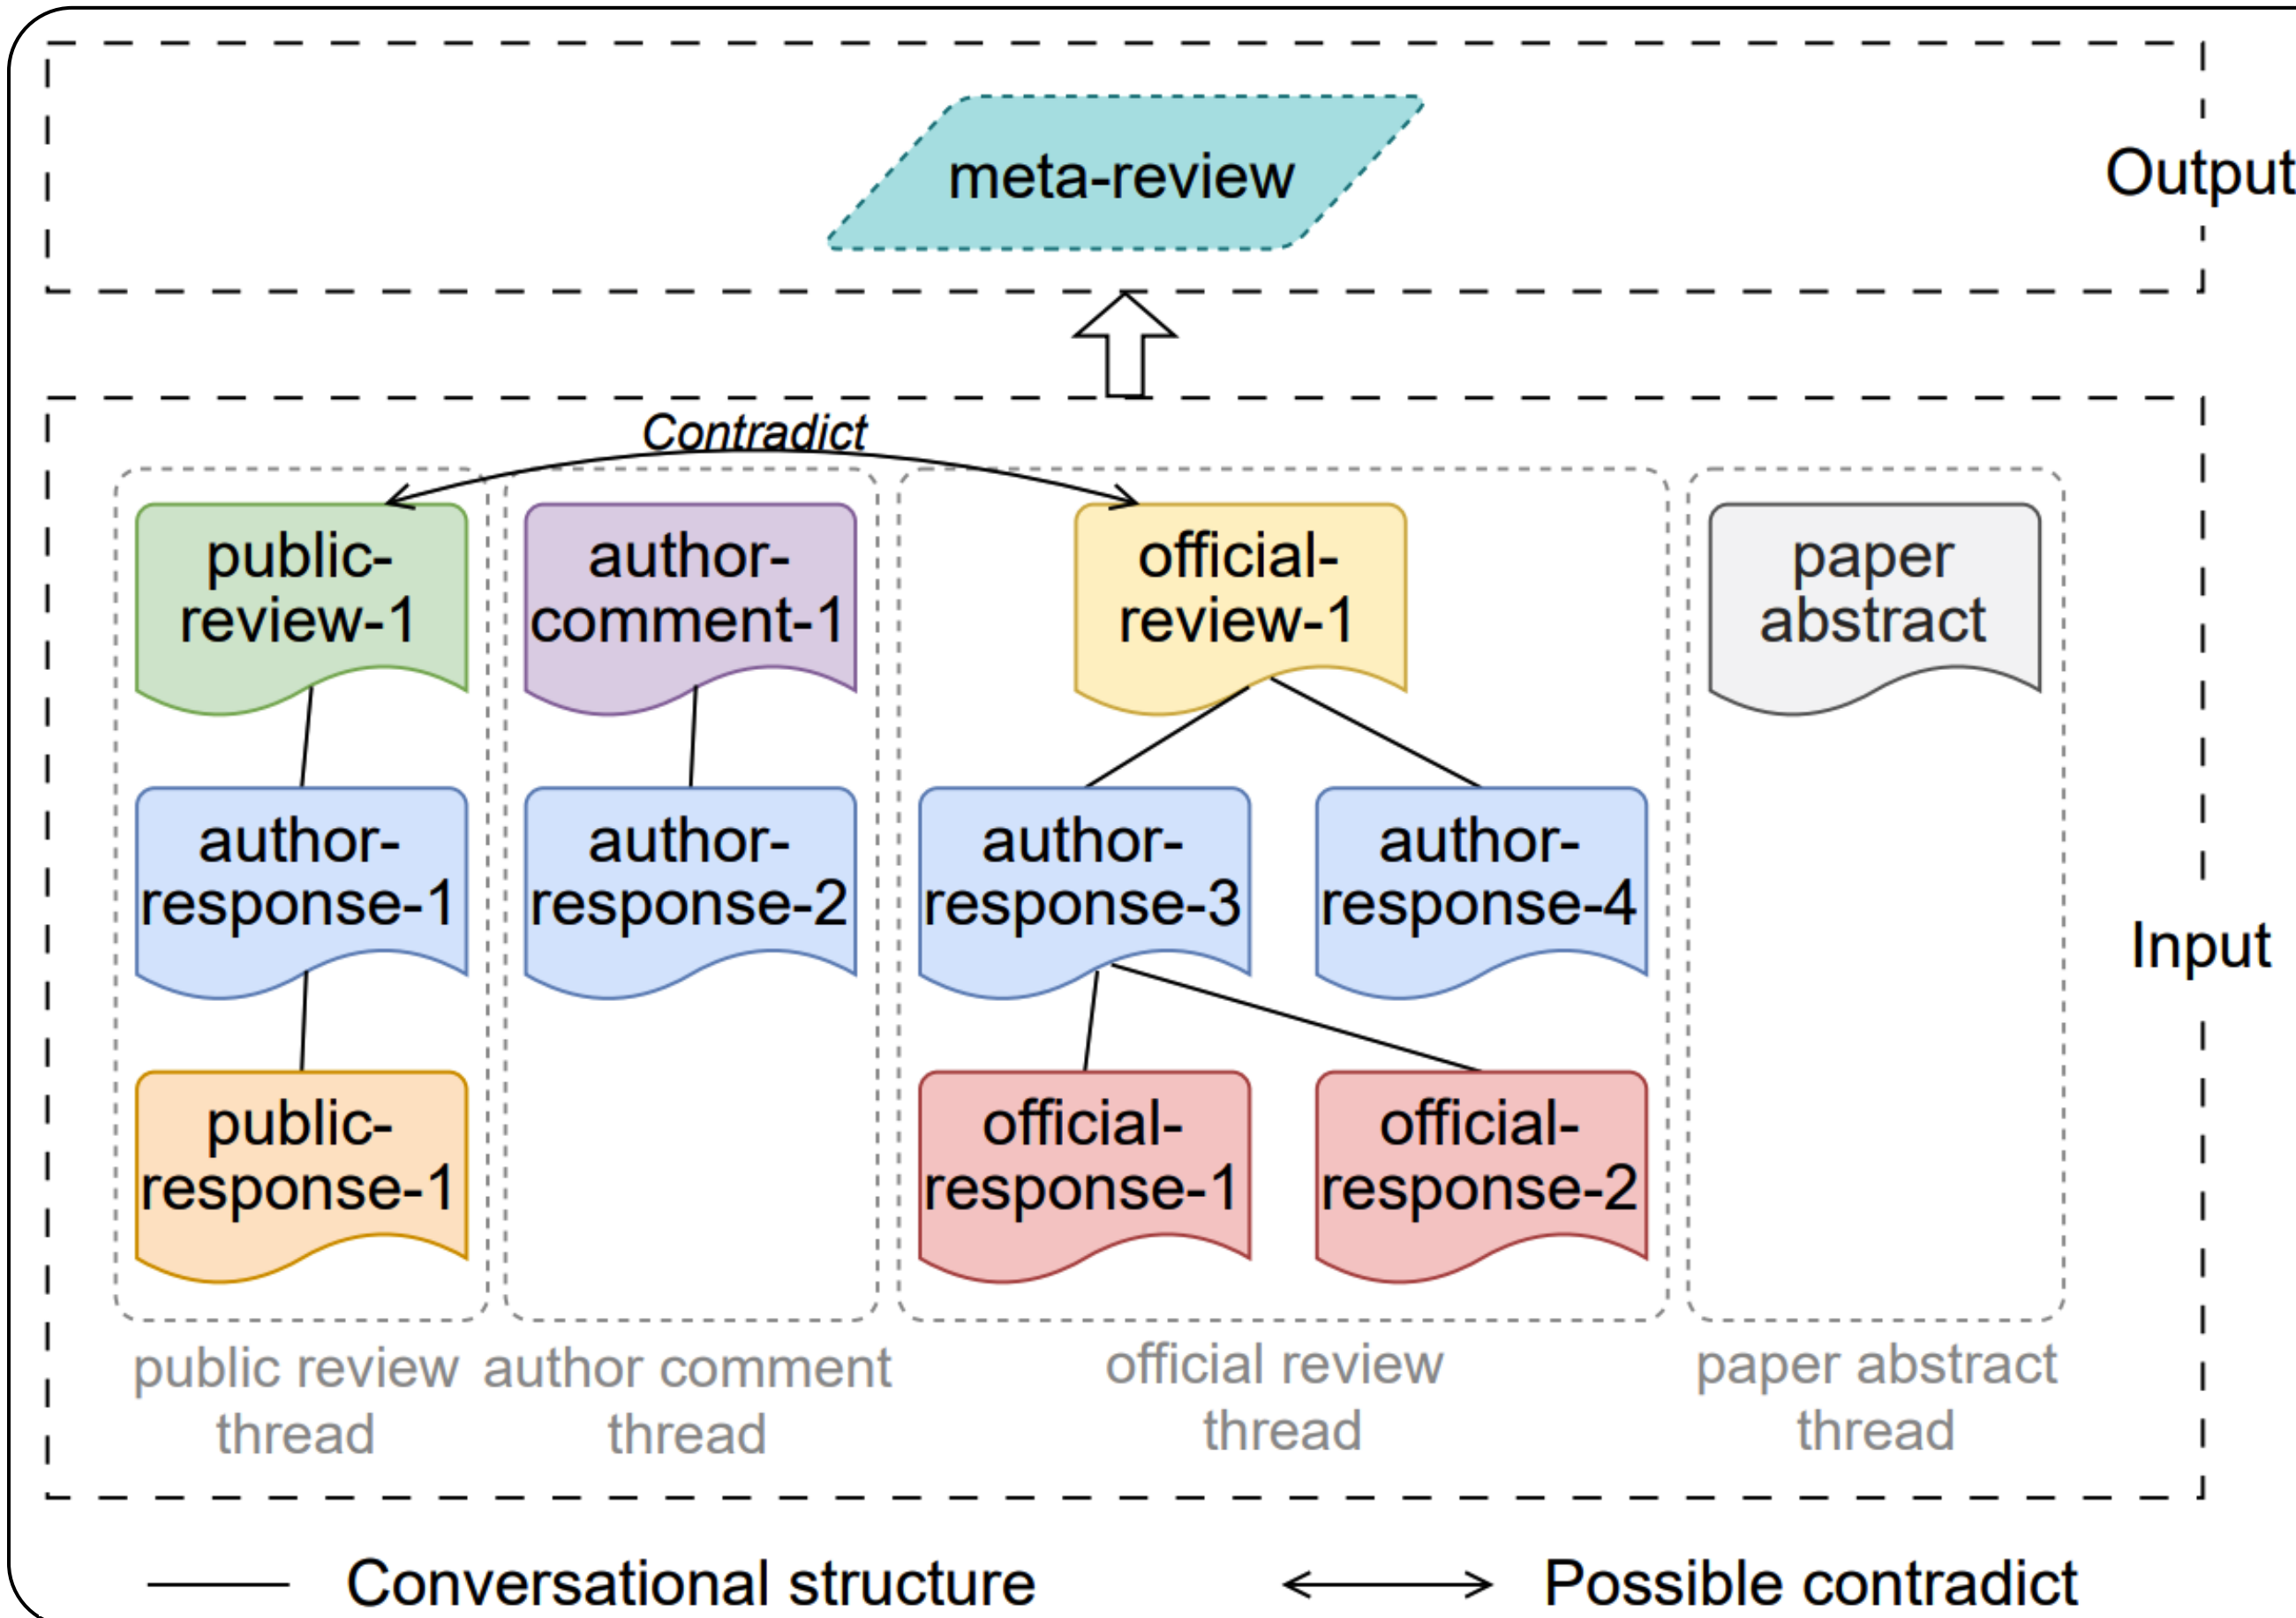 meta-review
Output
Contradict
public-
review-1
author-
comment-1
official-
review-1
paper
abstract
author-
response-1
author-
response-2
author-
response-3
author-
response-4
Input
public-
response-1
official-
response-1
official-
response-2
public review
thread
author comment
thread
official review
thread
paper abstract
thread
Conversational structure
Possible contradict